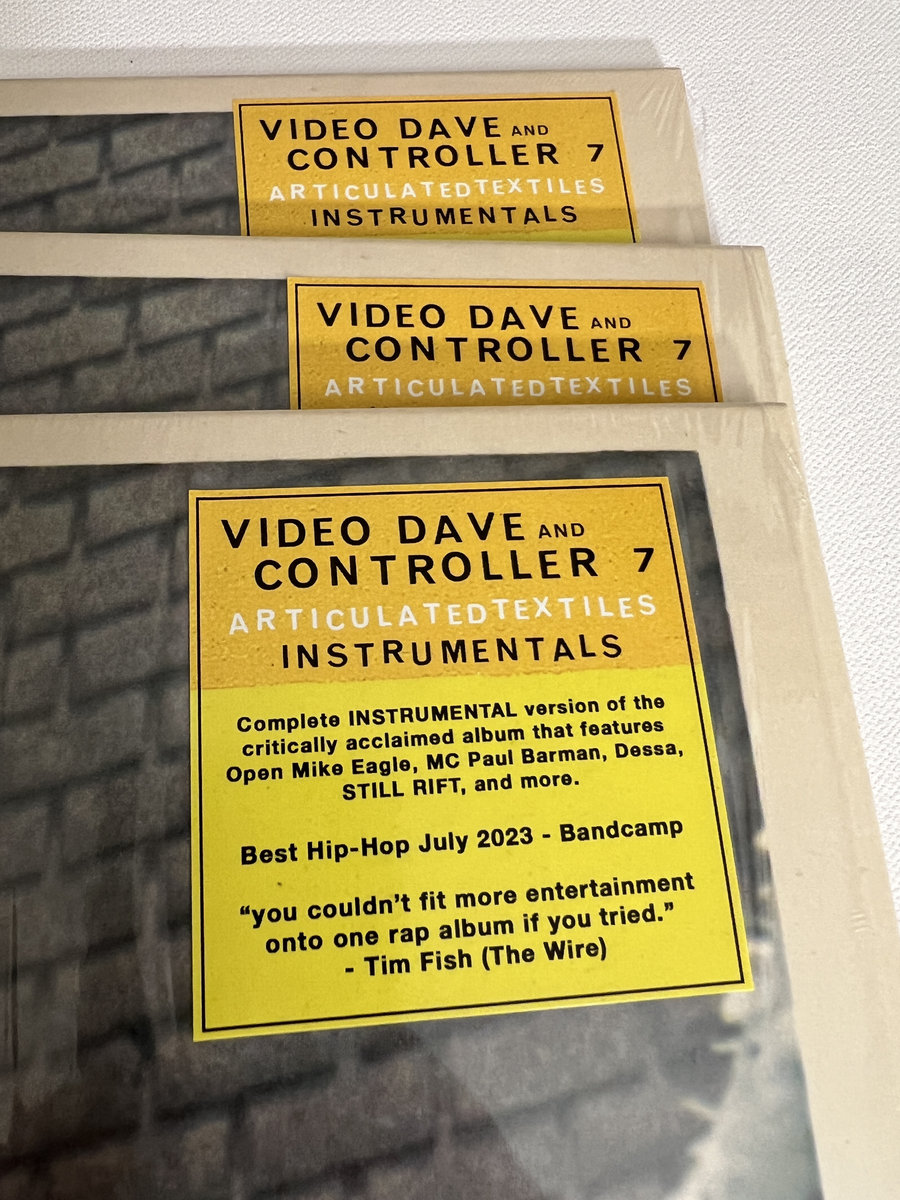 VIDEO DAVE AND
CONTROLLER 7
ARTICULATEDTEXTILES
INSTRUMENTALS
VIDEO DAVE AND
CONTROLLER 7
ARTICULATEDTEXTILES
VIDEO DAVE AND
CONTROLLER 7
ARTICULATEDTEXTILES
INSTRUMENTALS
Complete INSTRUMENTAL version of the
critically acclaimed album that features
Open Mike Eagle, MC Paul Barman, Dessa,
STILL RIFT, and more.
Best Hip-Hop July 2023 - Bandcamp
“you couldn’t fit more entertainment
onto one rap album if you tried.”
- Tim Fish (The Wire)